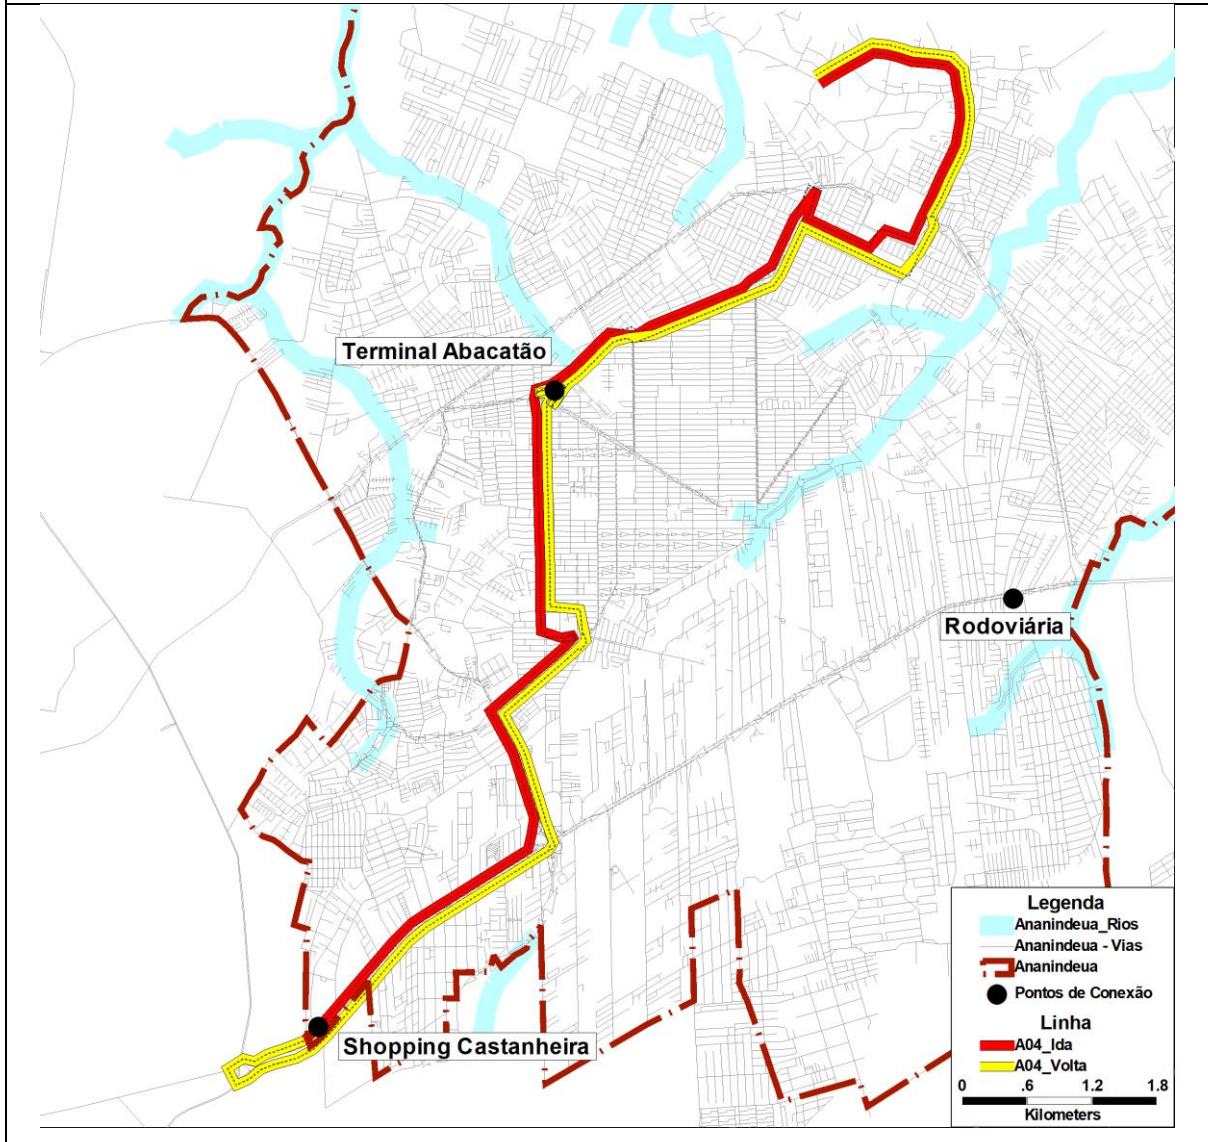 Terminal Abacatão
Rodoviária
Shopping Castanheira
Legenda
Ananindeua_Rios
Ananindeua - Vias
Ananindeua
Pontos de Conexão
Linha
A04_Ida
A04_Volta
0 .6 1.2 1.8
Kilometers